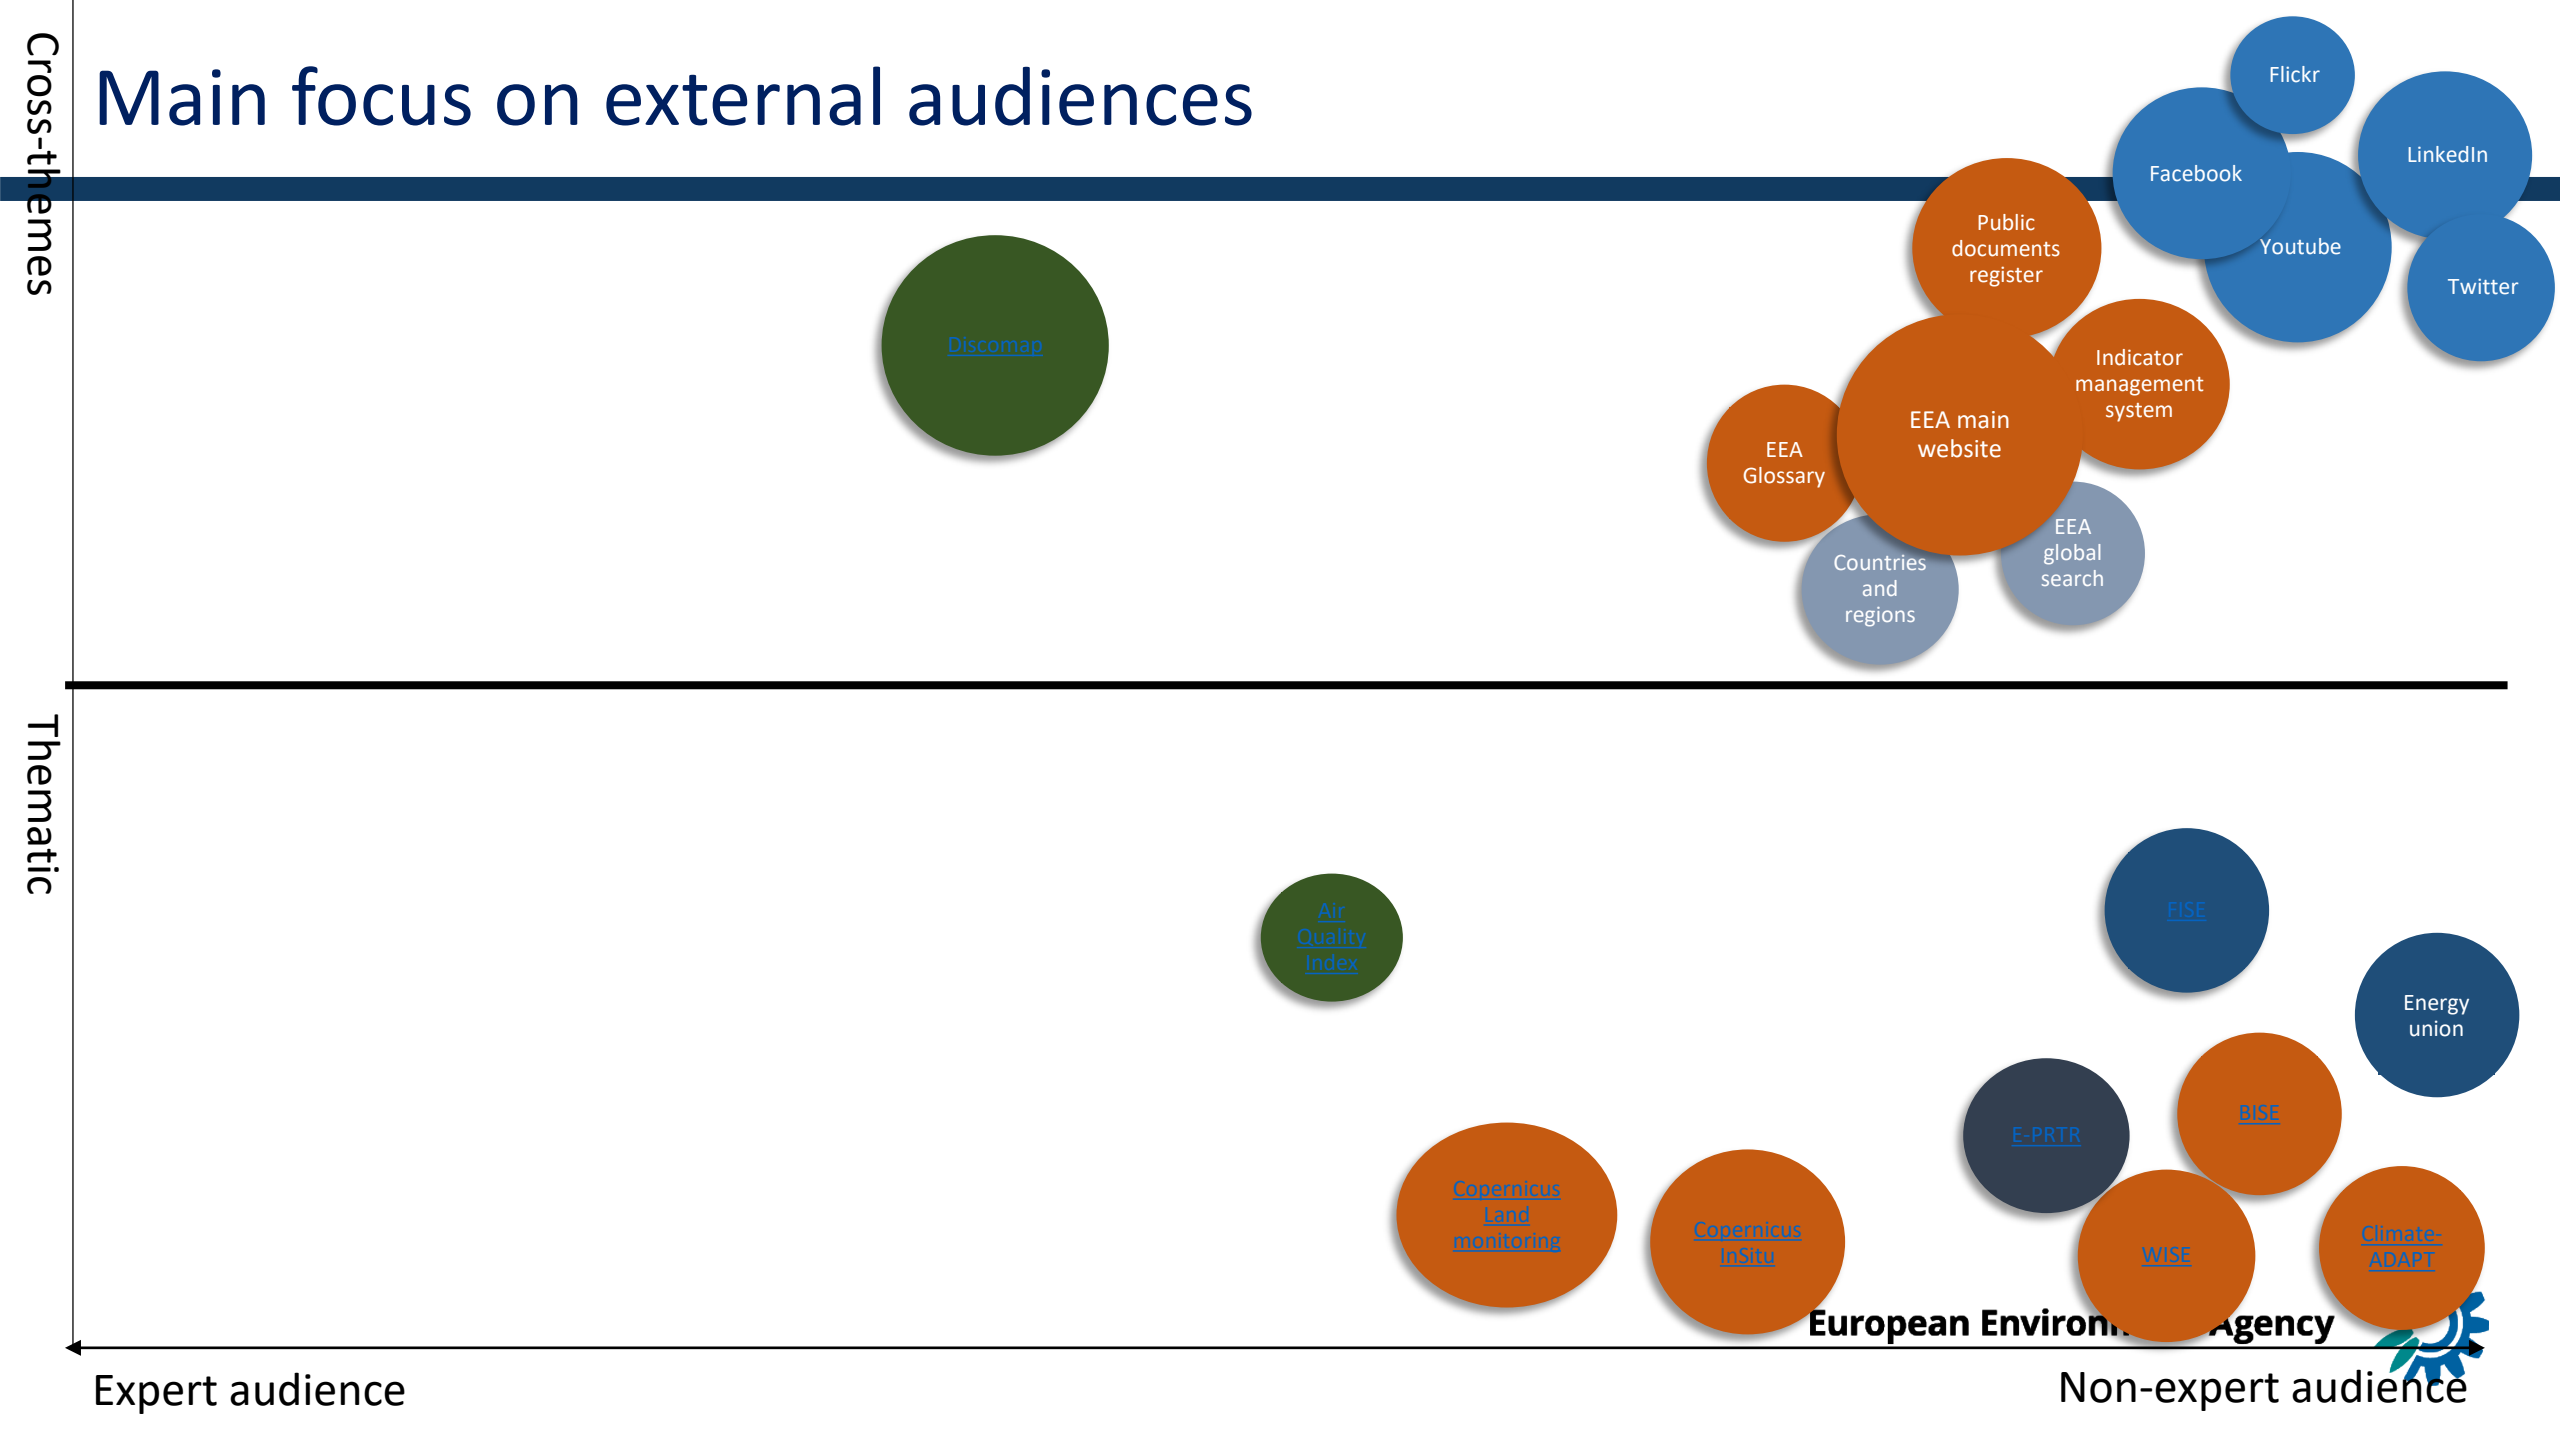 Cross-themes
Main focus on external audiences
Flickr
LinkedIn
Facebook
Youtube
Twitter
Public
documents
register
Discomap
Indicator
management
system
EEA main
website
EEA
Glossary
EEA
global
search
Countries
and
regions
Thematic
Air
Quality
Index
FISE
Energy
union
BISE
E-PRTR
Copernicus
Land
monitoring
Copernicus
InSitu
WISE
Climate-
ADAPT
European Environ Agency
Expert audience
Non-expert audience